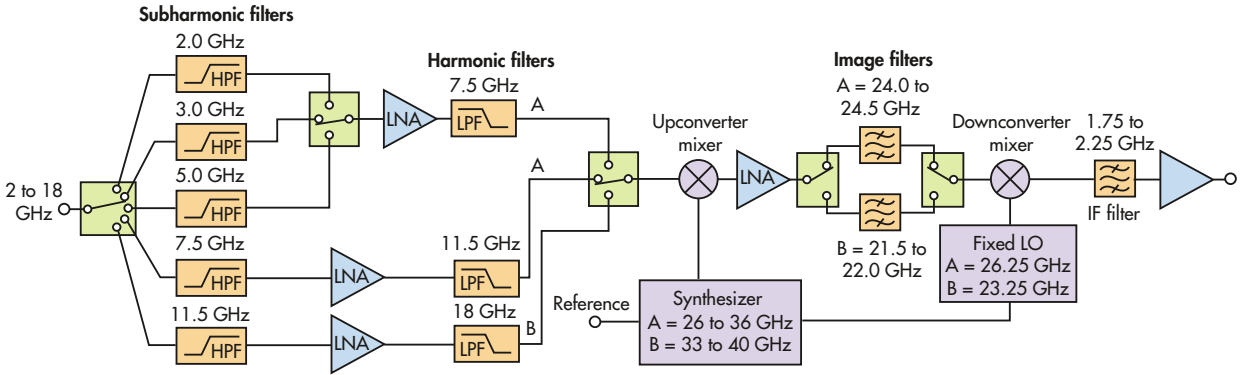 Subharmonic filters
2.0 GHz
HPF
3.0 GHz
HPF
5.0 GHz
HPF
7.5 GHz
HPF
11.5 GHz
HPF
2 to 18
GHz
LNA
LNA
LNA
Harmonic filters
7.5 GHz
LPF
A
A
11.5 GHz
LPF
18 GHz
LPF
B
Upconverter
mixer
LNA
Reference
Synthesizer
A = 26 to 36 GHz
B = 33 to 40 GHz
Image filters
A = 24.0 to
24.5 GHz
B = 21.5 to
22.0 GHz
Downconverter
mixer
Fixed LO
A = 26.25 GHz
B = 23.25 GHz
1.75 to
2.25 GHz
IF filter